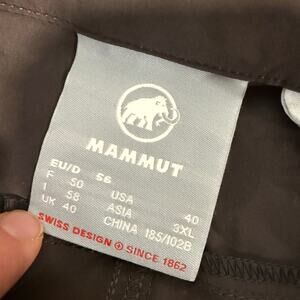 MAMMUT
EU/D 56
F 50 USA 40
I 58 ASIA 3XL
UK 40 CHINA 185/102B
SWISS DESIGN + SINCE 1862